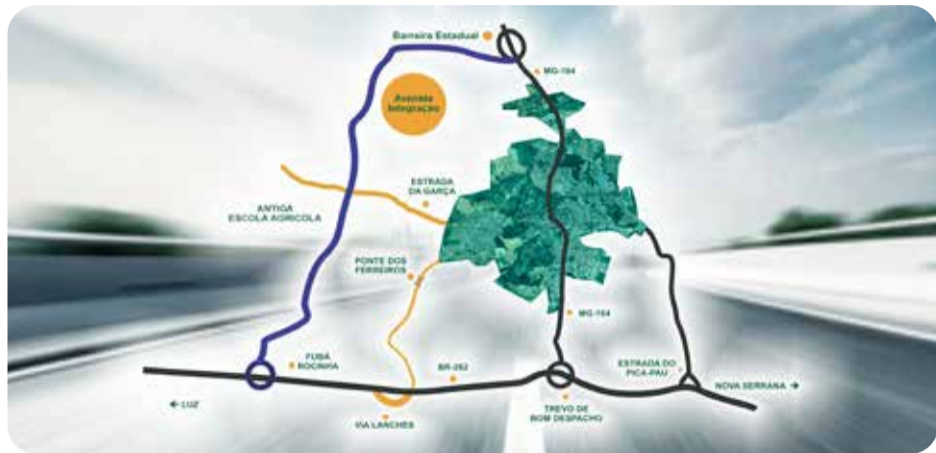 Barreira Estadual
MG-164
Avenida
Integração
ESTRADA
DA GARÇA
ANTIGA
ESCOLA AGRÍCOLA
PONTE DOS
FERREIROS
MG-164
FUBÁ
ROCINHA
BR-262
ESTRADA DO
PICA-PAU
NOVA SERRANA →
← LUZ
TREVO DE
BOM DESPACHO
VIA LANCHES